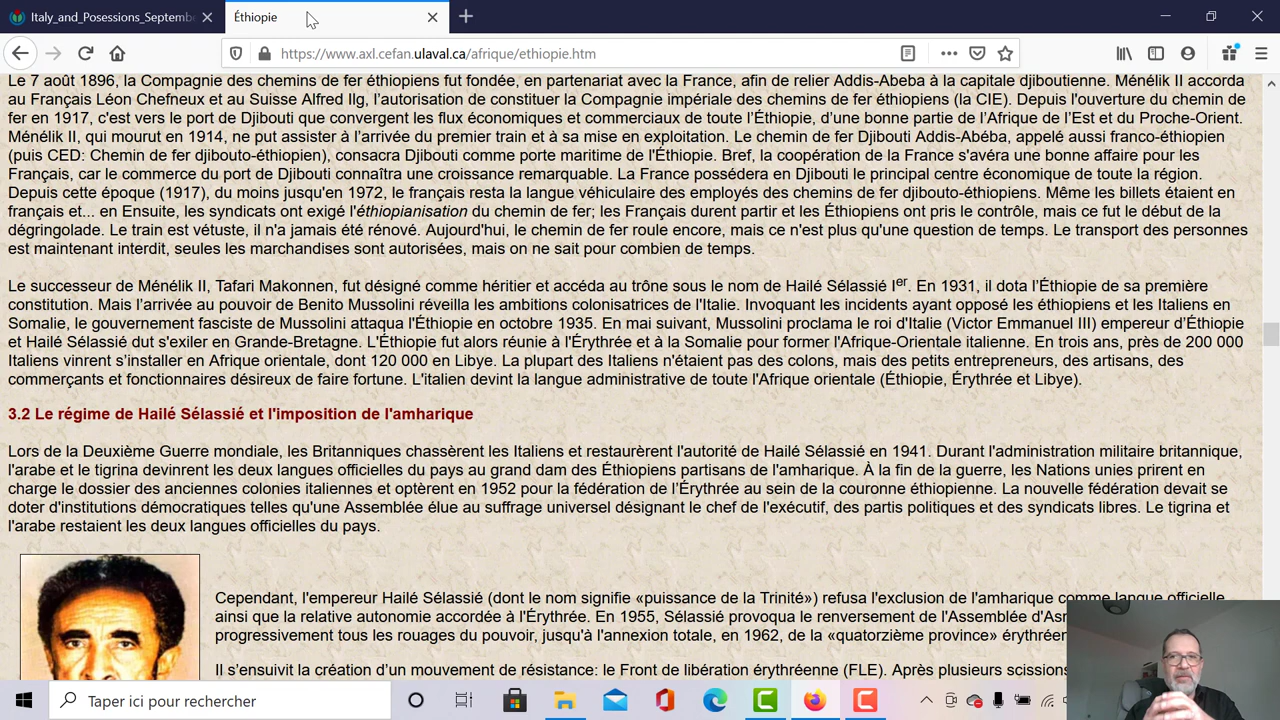 Italy_and_Posessions_Septemb
Éthiopie
https://www.axl.cefan.ulaval.ca/afrique/ethiopie.htm
Le 7 août 1896, la Compagnie des chemins de fer éthiopiens fut fondée, en partenariat avec la France, afin de relier Addis-Abeba à la capitale djiboutienne. Ménélik II accorda
au Français Léon Chefneux et au Suisse Alfred Ilg, l'autorisation de constituer la Compagnie impériale des chemins de fer éthiopiens (la CIE). Depuis l'ouverture du chemin de
fer en 1917, c'est vers le port de Djibouti que convergent les flux économiques et commerciaux de toute l'Éthiopie, d'une bonne partie de l'Afrique de l'Est et du Proche-Orient.
Ménélik II, qui mourut en 1914, ne put assister à l'arrivée du premier train et à sa mise en exploitation. Le chemin de fer Djibouti Addis-Abéba, appelé aussi franco-éthiopien
(puis CED: Chemin de fer djibouto-éthiopien), consacra Djibouti comme porte maritime de l'Éthiopie. Bref, la coopération de la France s'avéra une bonne affaire pour les
Français, car le commerce du port de Djibouti connaîtra une croissance remarquable. La France possédera en Djibouti le principal centre économique de toute la région.
Depuis cette époque (1917), du moins jusqu'en 1972, le français resta la langue véhiculaire des employés des chemins de fer djibouto-éthiopiens. Même les billets étaient en
français et... en Ensuite, les syndicats ont exigé l'éthiopianisation du chemin de fer; les Français durent partir et les Éthiopiens ont pris le contrôle, mais ce fut le début de la
dégringolade. Le train est vétuste, il n'a jamais été rénové. Aujourd'hui, le chemin de fer roule encore, mais ce n'est plus qu'une question de temps. Le transport des personnes
est maintenant interdit, seules les marchandises sont autorisées, mais on ne sait pour combien de temps.
Le successeur de Ménélik II, Tafari Makonnen, fut désigné comme héritier et accéda au trône sous le nom de Hailé Sélassié Ier. En 1931, il dota l'Éthiopie de sa première
constitution. Mais l'arrivée au pouvoir de Benito Mussolini réveilla les ambitions colonisatrices de l'Italie. Invoquant les incidents ayant opposé les éthiopiens et les Italiens en
Somalie, le gouvernement fasciste de Mussolini attaqua l'Éthiopie en octobre 1935. En mai suivant, Mussolini proclama le roi d'Italie (Victor Emmanuel III) empereur d'Éthiopie
et Hailé Sélassié dut s'exiler en Grande-Bretagne. L'Éthiopie fut alors réunie à l'Érythrée et à la Somalie pour former l'Afrique-Orientale italienne. En trois ans, près de 200 000
Italiens vinrent s'installer en Afrique orientale, dont 120 000 en Libye. La plupart des Italiens n'étaient pas des colons, mais des petits entrepreneurs, des artisans, des
commerçants et fonctionnaires désireux de faire fortune. L'italien devint la langue administrative de toute l'Afrique orientale (Éthiopie, Érythrée et Libye).
3.2 Le régime de Hailé Sélassié et l'imposition de l'amharique
Lors de la Deuxième Guerre mondiale, les Britanniques chassèrent les Italiens et restaurèrent l'autorité de Hailé Sélassié en 1941. Durant l'administration militaire britannique,
l'arabe et le tigrina devinrent les deux langues officielles du pays au grand dam des Éthiopiens partisans de l'amharique. À la fin de la guerre, les Nations unies prirent en
charge le dossier des anciennes colonies italiennes et optèrent en 1952 pour la fédération de l'Érythrée au sein de la couronne éthiopienne. La nouvelle fédération devait se
doter d'institutions démocratiques telles qu'une Assemblée élue au suffrage universel désignant le chef de l'exécutif, des partis politiques et des syndicats libres. Le tigrina et
l'arabe restaient les deux langues officielles du pays.
Cependant, l'empereur Hailé Sélassié (dont le nom signifie «puissance de la Trinité») refusa l'exclusion de l'amharique comme langue officielle
ainsi que la relative autonomie accordée à l'Érythrée. En 1955, Sélassié provoqua le renversement de l'Assemblée d'Asm
progressivement tous les rouages du pouvoir, jusqu'à l'annexion totale, en 1962, de la «quatorzième province» érythréen
Il s'ensuivit la création d'un mouvement de résistance: le Front de libération érythréenne (FLE). Après plusieurs scissions
Taper ici pour rechercher